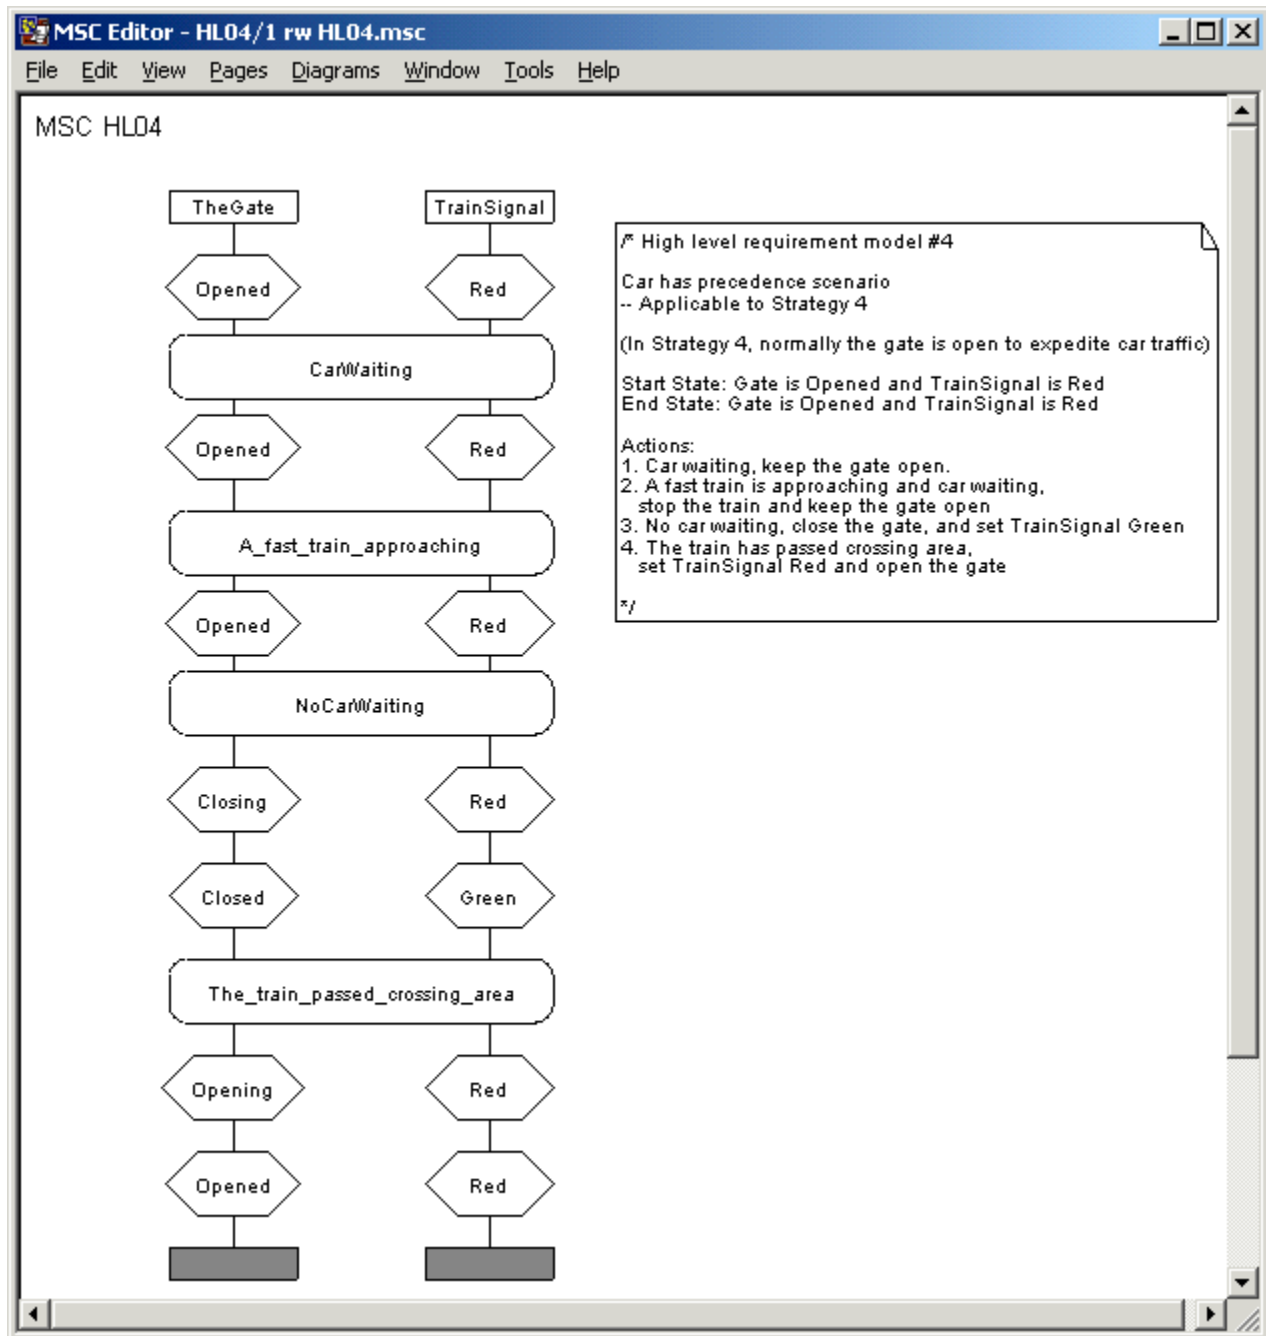 MSC Editor - HL04/1 rw HL04.msc
File Edit View Pages Diagrams Window Tools Help
MSC HL04
TheGate TrainSignal
Opened Red
CarWaiting
Opened Red
A_fast_train_approaching
Opened Red
NoCarWaiting
Closing Red
Closed Green
The_train_passed_crossing_area
Opening Red
Opened Red
/* High level requirement model #4
Car has precedence scenario
-- Applicable to Strategy 4
(In Strategy 4, normally the gate is open to expedite car traffic)
Start State: Gate is Opened and TrainSignal is Red
End State: Gate is Opened and TrainSignal is Red
Actions:
1. Car waiting, keep the gate open.
2. A fast train is approaching and car waiting,
stop the train and keep the gate open
3. No car waiting, close the gate, and set TrainSignal Green
4. The train has passed crossing area,
set TrainSignal Red and open the gate
*/